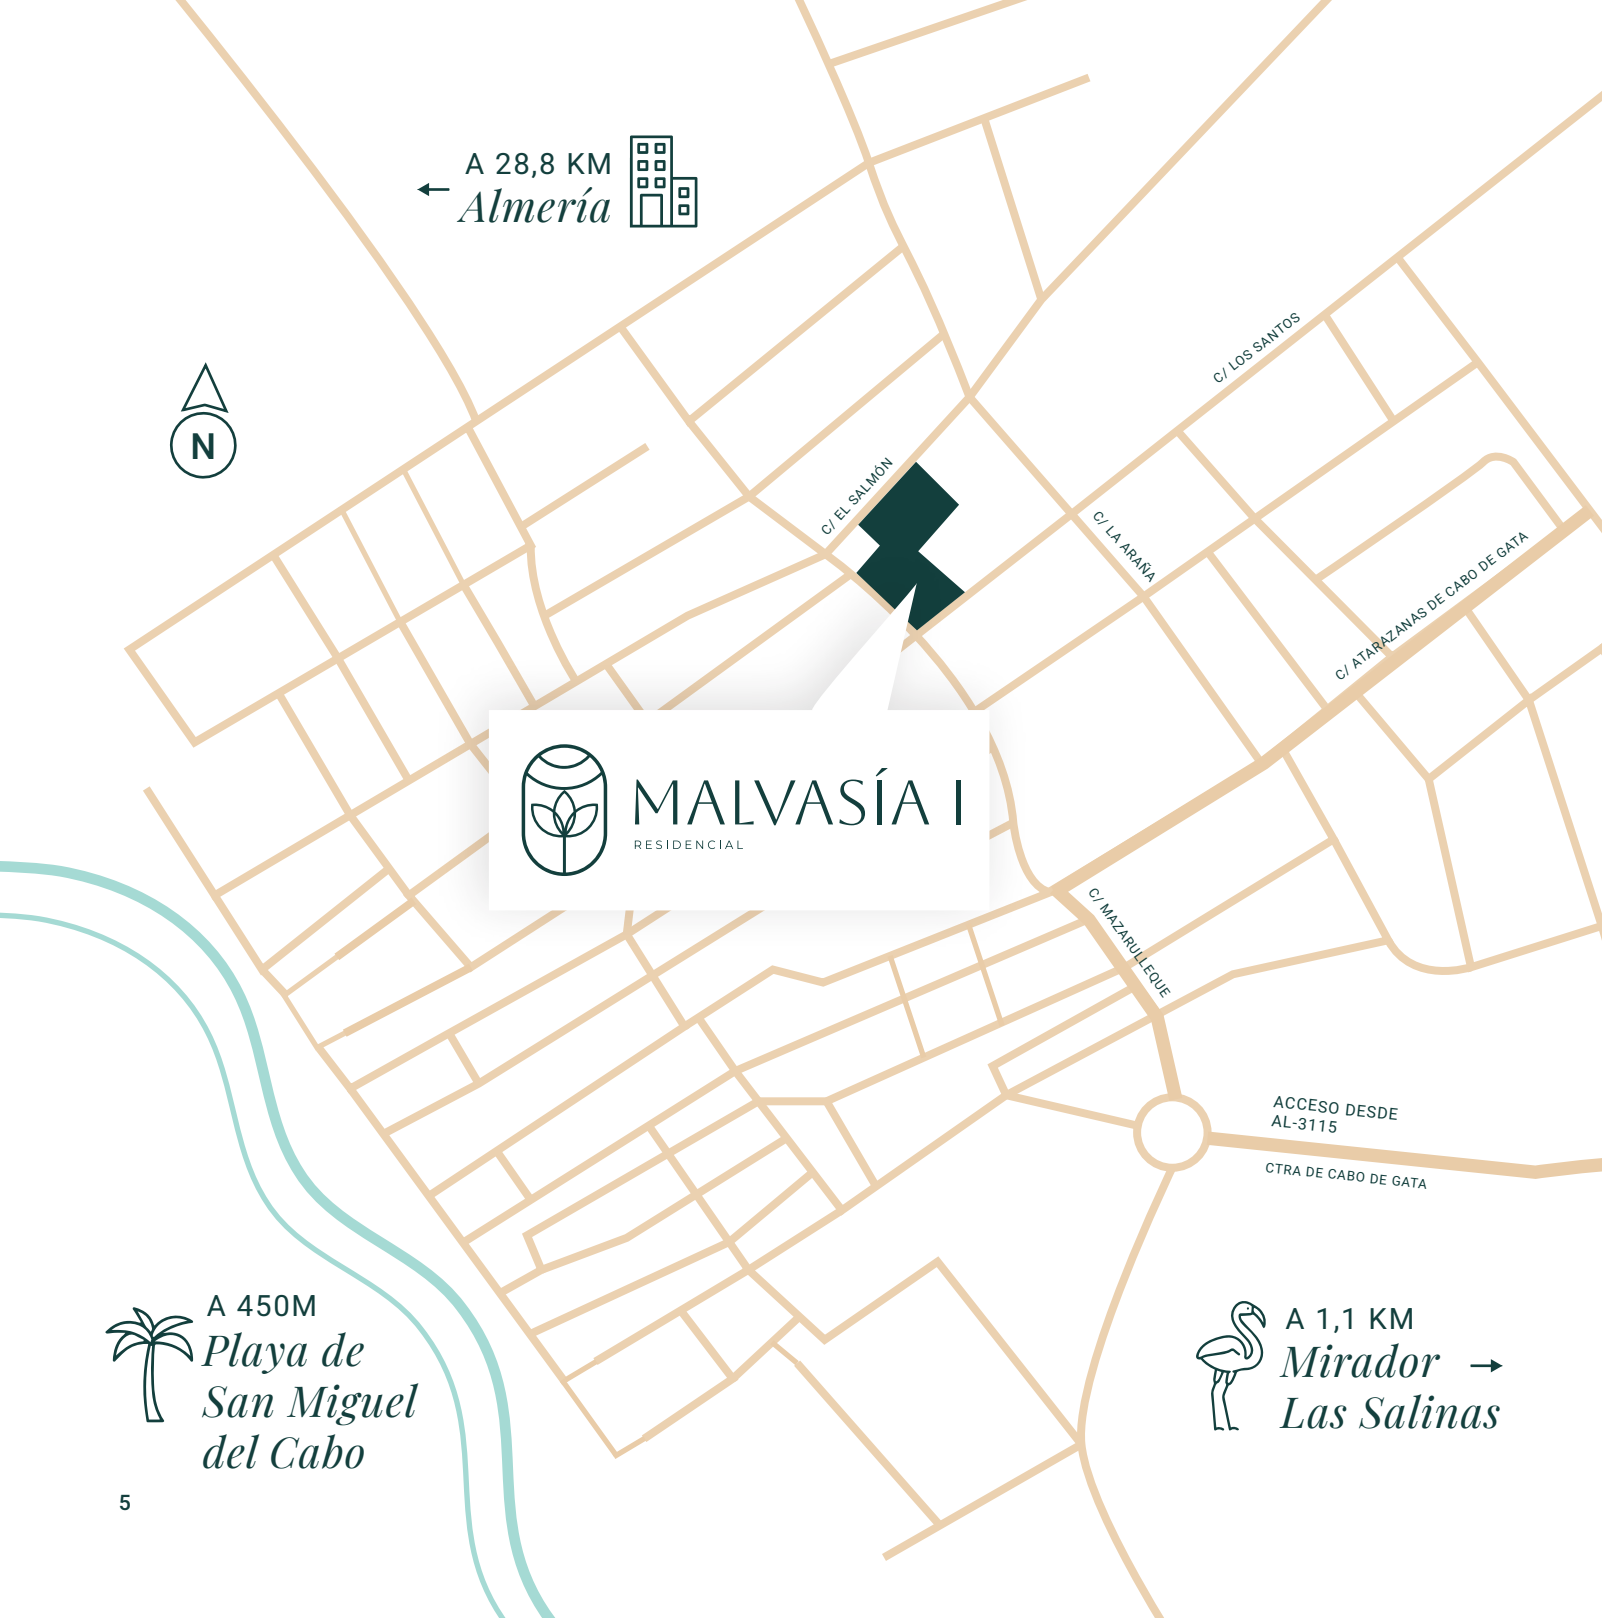 A 28,8 KM
Almería
N
C/ LOS SANTOS
C/ EL SALMÓN
C/ LA ARAÑA
C/ ATARAZANAS DE CABO DE GATA
MALVASÍA I
RESIDENCIAL
C/ MAZARULLEQUE
ACCESO DESDE
AL-3115
CTRA DE CABO DE GATA
A 450M
Playa de
San Miguel
del Cabo
A 1,1 KM
Mirador
Las Salinas
5